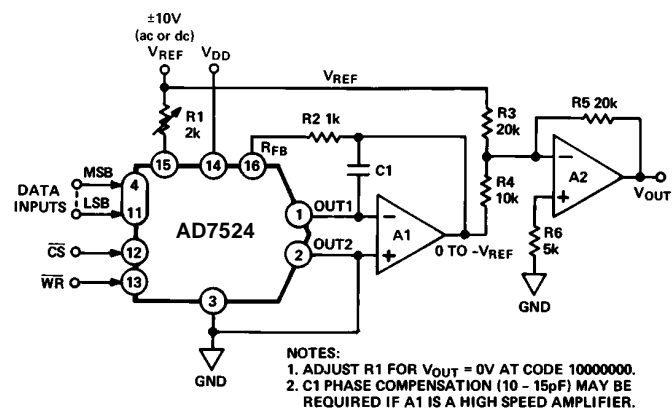 ±10V
(ac or dc)
VREF
VDD
VREF
R1
2k
R2 1k
RFB
C1
R3
20k
R4
10k
R5 20k
A2
VOUT
R6
5k
GND
15
14
16
MSB
DATA
INPUTS
LSB
4
11
CS
12
WR
13
AD7524
1
OUT1
2
OUT2
A1
0 TO -VREF
3
GND
NOTES:
1. ADJUST R1 FOR VOUT = 0V AT CODE 10000000.
2. C1 PHASE COMPENSATION (10 – 15pF) MAY BE
REQUIRED IF A1 IS A HIGH SPEED AMPLIFIER.